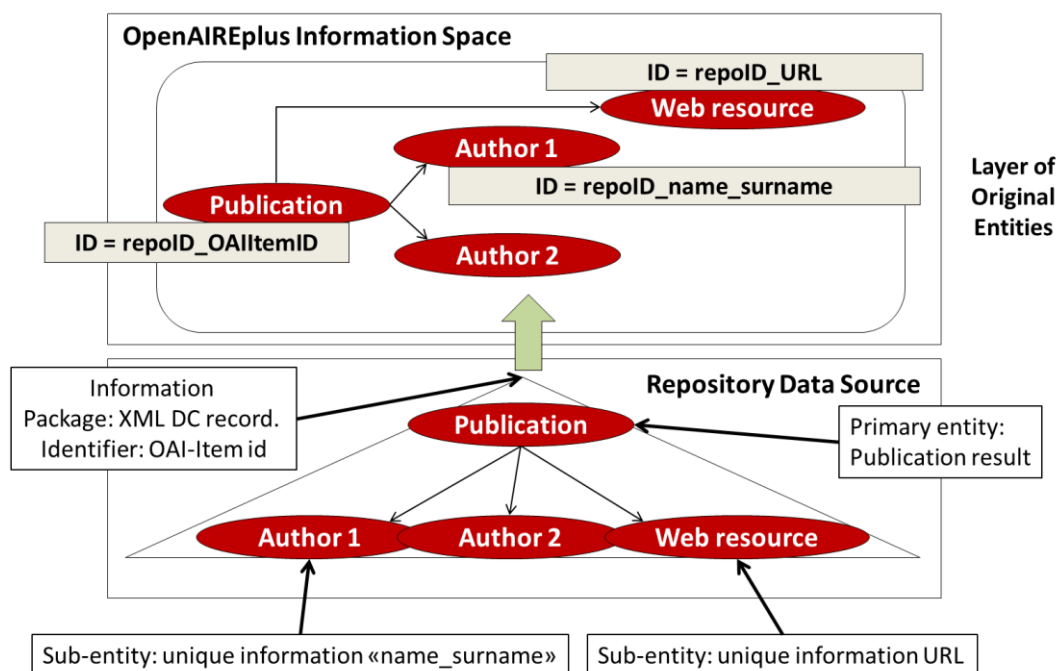 OpenAIREplus Information Space
ID = repoID_URL
Web resource
Author 1
ID = repoID_name_surname
Publication
ID = repoID_OAIItemID
Author 2
Layer of
Original
Entities
Information
Package: XML DC record.
Identifier: OAI-Item id
Repository Data Source
Publication
Primary entity:
Publication result
Author 1
Author 2
Web resource
Sub-entity: unique information «name_surname»
Sub-entity: unique information URL